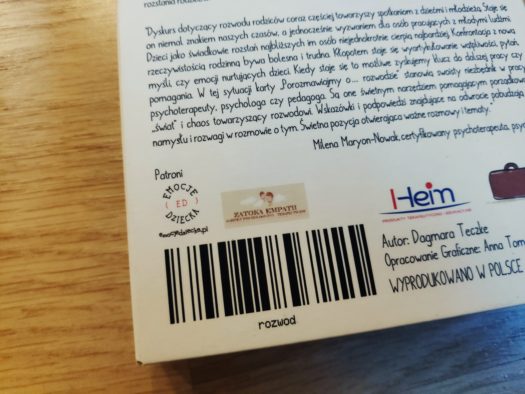 rozstania rodz
Dyskurs dotyczący rozwodu rodziców coraz częściej towarzyszy spotkaniom z dziećmi i młodzieżą. Staje się
on niemal znakiem naszych czasów, a jednocześnie wyzwaniem dla osób pracujących z młodymi ludźmi.
Dzieci jako świadkowie rozstań najbliższych im osób niejednokrotnie cierpią najbardziej. Konfrontacja z nową
rzeczywistością rodzinną bywa bolesna i trudna. Kłopotem staje się wyartykułowanie wątpliwości, pytań,
myśli, czy emocji nurtujących dzieci. Kiedy staje się to możliwe zyskujemy klucz do dalszej pracy czy
pomagania. W tej sytuacji karty „Porozmawiajmy o... rozwodzie" stanowią swoisty niezbędnik w pracy
psychoterapeuty, psychologa czy pedagoga. Są one świetnym narzędziem pomagającym porządkować
„świat" i chaos towarzyszący rozwodowi. Wskazówki i podpowiedzi znajdujące na odwrocie pobudzają
namysłu i rozwagi w rozmowie o tym. Świetna pozycja otwierająca ważne rozmowy i tematy."
Milena Maryon-Nowak, certyfikowany psychoterapeuta, psy
Patroni
EMOCJE
(ED)
DZIECKA
emocjedziecka.pl
ZATOKA EMPATII
Heim
Autor: Dagmara Teczke
Opracowanie Graficzne: Anna Tom
WYPRODUKOWANO W POLSCE
rozwod